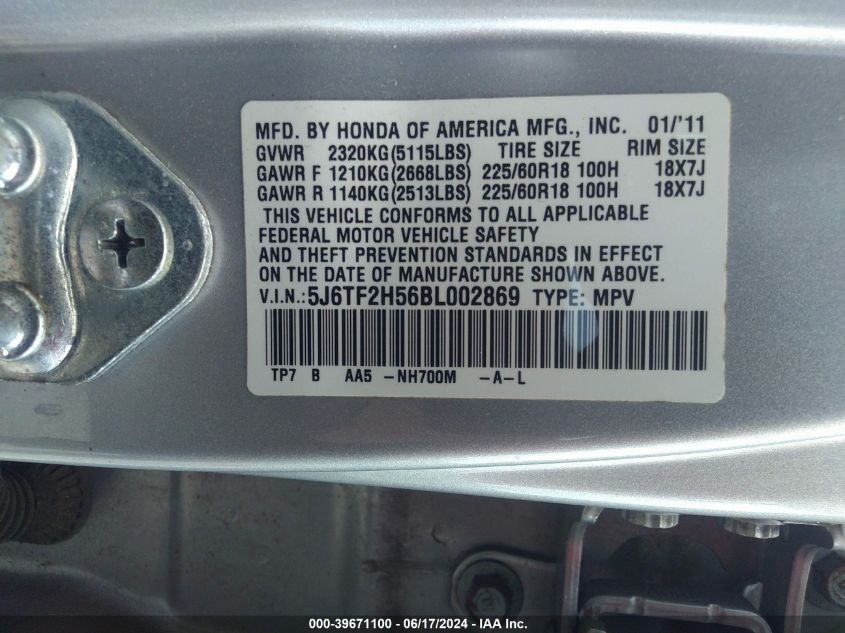 MFD. BY HONDA OF AMERICA MFG., INC. 01/'11
GVWR 2320KG(5115LBS) TIRE SIZE RIM SIZE
GAWR F 1210KG(2668LBS) 225/60R18 100H 18X7J
GAWR R 1140KG(2513LBS) 225/60R18 100H 18X7J
THIS VEHICLE CONFORMS TO ALL APPLICABLE
FEDERAL MOTOR VEHICLE SAFETY
AND THEFT PREVENTION STANDARDS IN EFFECT
ON THE DATE OF MANUFACTURE SHOWN ABOVE.
V.I.N.:5J6TF2H56BL002869 TYPE: MPV
TP7 B AA5 -NH700M -A-L
000-39671100 - 06/17/2024 - IAA Inc.